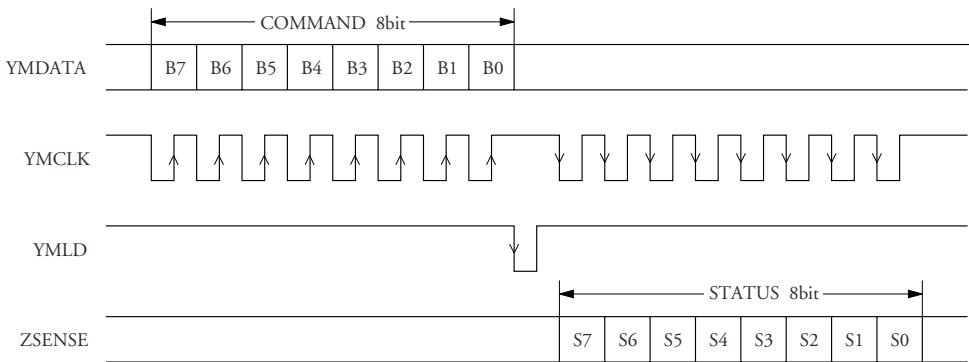 COMMAND 8bit
YMDATA B7 B6 B5 B4 B3 B2 B1 B0
YMCLK
YMLD
STATUS 8bit
ZSENSE S7 S6 S5 S4 S3 S2 S1 S0